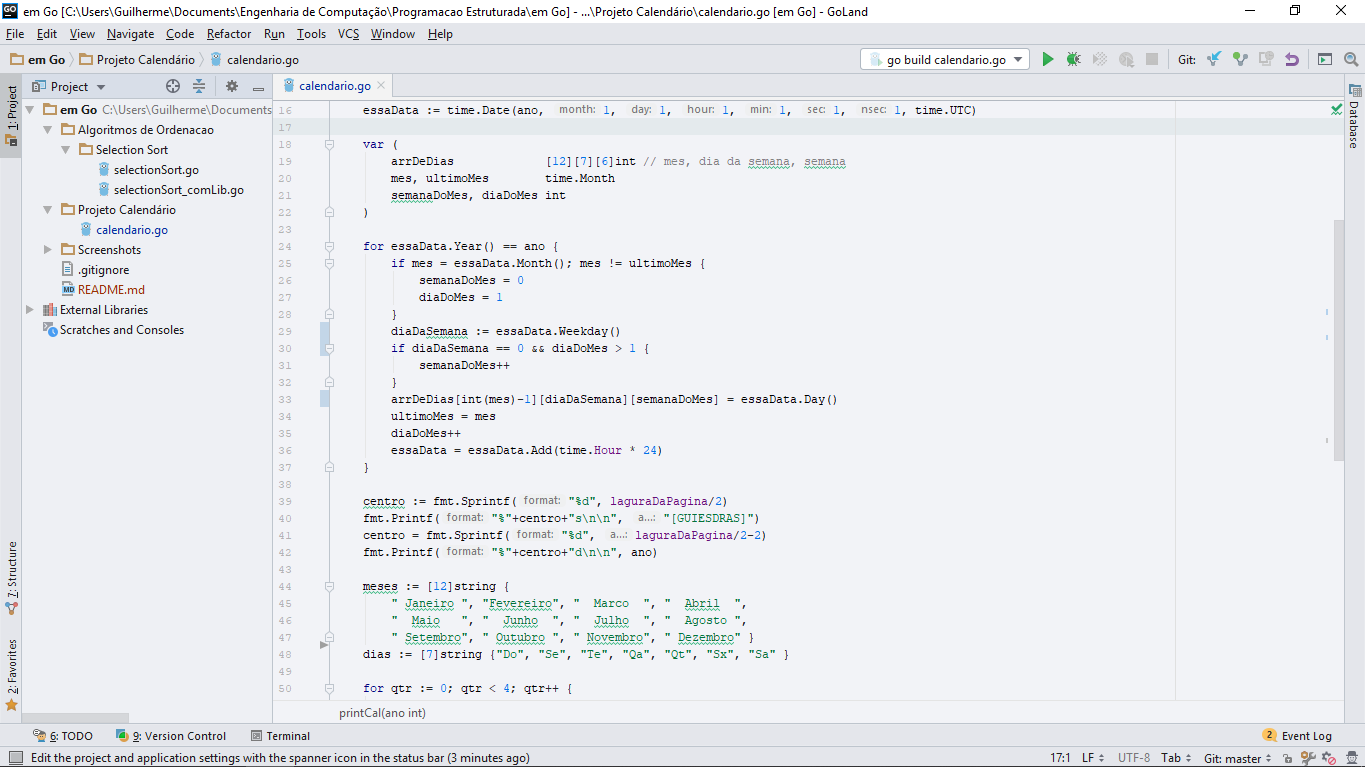 em Go [C:\Users\Guilherme\Documents\Engenharia de Computação\Programacao Estruturada\em Go] - ...\Projeto Calendário\calendario.go [em Go] - GoLand
File Edit View Navigate Code Refactor Run Tools VCS Window Help
em Go Projeto Calendário calendario.go go build calendario.go Git:
Project calendario.go
1: Project
em Go C:\Users\Guilherme\Documents
Algoritmos de Ordenacao
Selection Sort
selectionSort.go
selectionSort_comLib.go
Projeto Calendário
calendario.go
Screenshots
.gitignore
README.md
External Libraries
Scratches and Consoles
7: Structure
2: Favorites
16 essaData := time.Date(ano, month: 1, day: 1, hour: 1, min: 1, sec: 1, nsec: 1, time.UTC)
17
18 var (
19 arrDeDias [12][7][6]int // mes, dia da semana, semana
20 mes, ultimoMes time.Month
21 semanaDoMes, diaDoMes int
22 )
23
24 for essaData.Year() == ano {
25 if mes = essaData.Month(); mes != ultimoMes {
26 semanaDoMes = 0
27 diaDoMes = 1
28 }
29 diaDaSemana := essaData.Weekday()
30 if diaDaSemana == 0 && diaDoMes > 1 {
31 semanaDoMes++
32 }
33 arrDeDias[int(mes)-1][diaDaSemana][semanaDoMes] = essaData.Day()
34 ultimoMes = mes
35 diaDoMes++
36 essaData = essaData.Add(time.Hour * 24)
37 }
38
39 centro := fmt.Sprintf( format: "%d", laguraDaPagina/2)
40 fmt.Printf( format: "%"+centro+"s\n\n", a...: "[GUIESDRAS]")
41 centro = fmt.Sprintf( format: "%d", a...: laguraDaPagina/2-2)
42 fmt.Printf( format: "%"+centro+"d\n\n", ano)
43
44 meses := [12]string {
45 " Janeiro ", "Fevereiro", "  Marco  ", "  Abril  ",
46 "  Maio   ", "  Junho  ", "  Julho  ", "  Agosto ",
47 " Setembro", " Outubro ", " Novembro", " Dezembro" }
48 dias := [7]string {"Do", "Se", "Te", "Qa", "Qt", "Sx", "Sa" }
49
50 for qtr := 0; qtr < 4; qtr++ {
printCal(ano int)
Database
6: TODO 9: Version Control Terminal 2 Event Log
Edit the project and application settings with the spanner icon in the status bar (3 minutes ago) 17:1 LF UTF-8 Tab Git: master